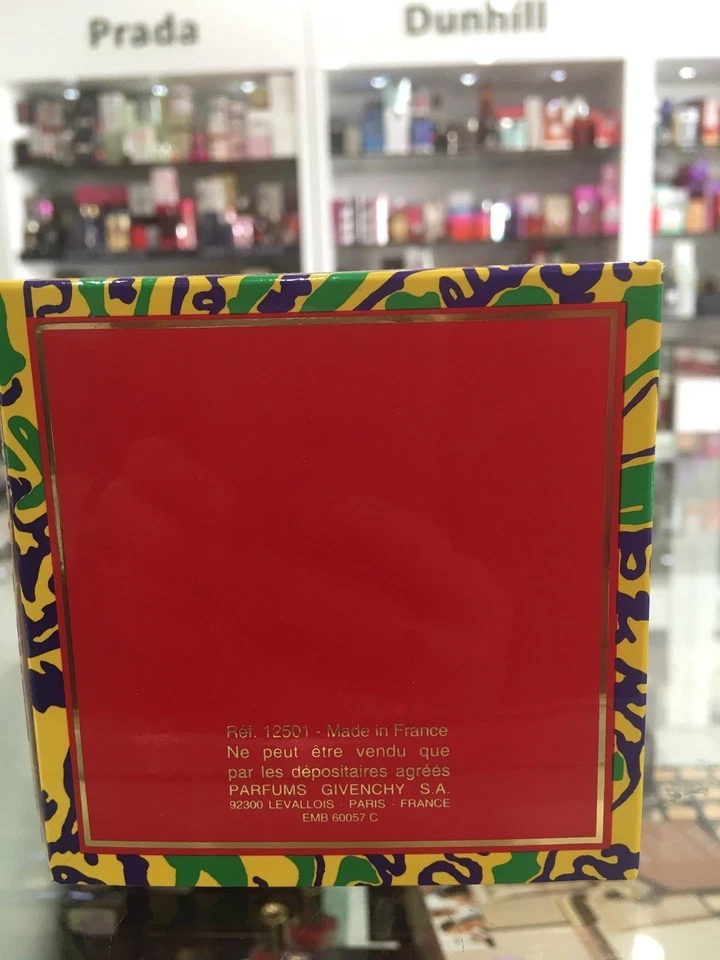 Prada
Dunhill
Réf. 12501 - Made in France
Ne peut être vendu que
par les dépositaires agréés
PARFUMS GIVENCHY S.A.
92300 LEVALLOIS - PARIS - FRANCE
EMB 60057 C